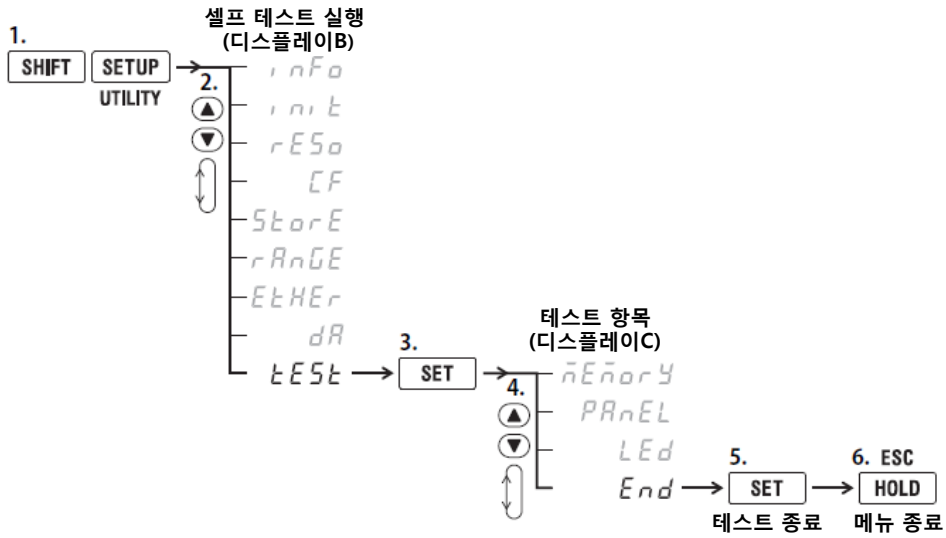 셀프 테스트 실행
(디스플레이B)
1.
SHIFT SETUP
UTILITY
2.
inFo
init
rESo
CF
StorE
rAnGE
EtHEr
dA
tESt
3.
SET
테스트 항목
(디스플레이C)
4.
mEmorY
PAnEL
LEd
End
5.
SET
테스트 종료
6. ESC
HOLD
메뉴 종료